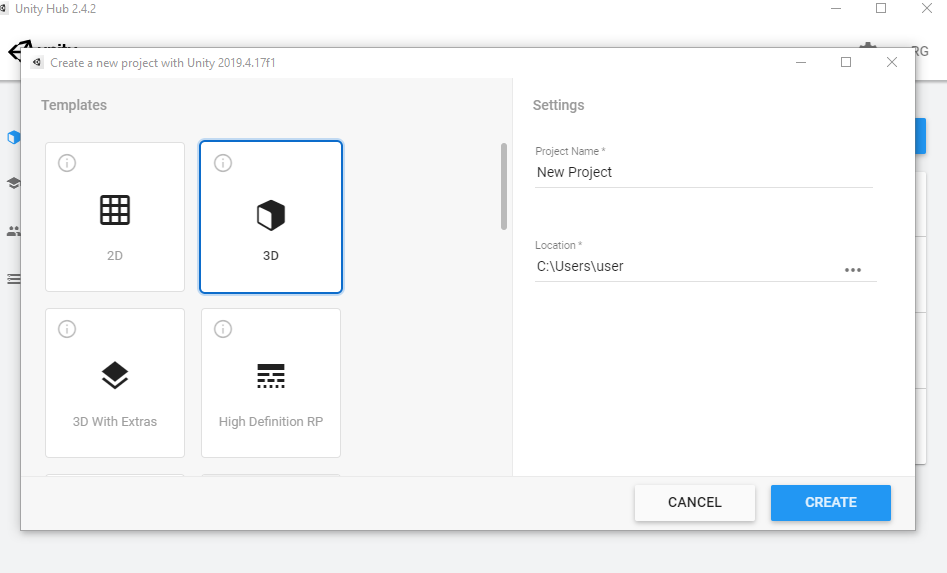 Unity Hub 2.4.2
RG
Create a new project with Unity 2019.4.17f1
Templates
Settings
2D
3D
3D With Extras
High Definition RP
Project Name *
New Project
Location *
C:\Users\user
•••
CANCEL
CREATE